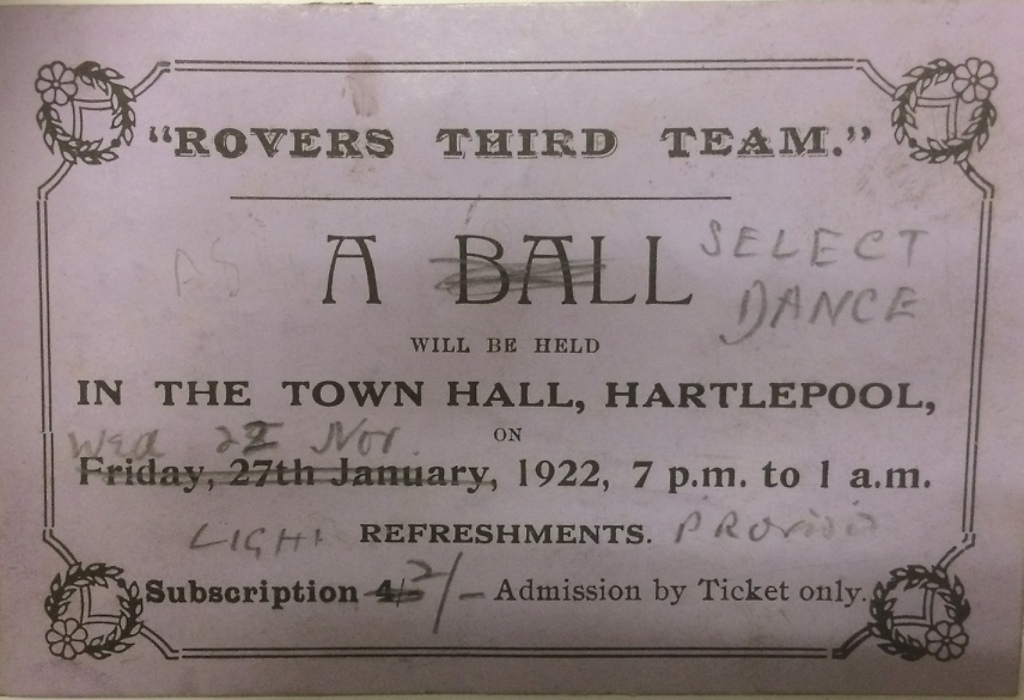 "ROVERS THIRD TEAM."
AS A BALL SELECT
DANCE
WILL BE HELD
IN THE TOWN HALL, HARTLEPOOL,
Wed 22 Nov. ON
Friday, 27th January, 1922, 7 p.m. to 1 a.m.
LIGHT REFRESHMENTS.
Subscription 4/- 2/- Admission by Ticket only.